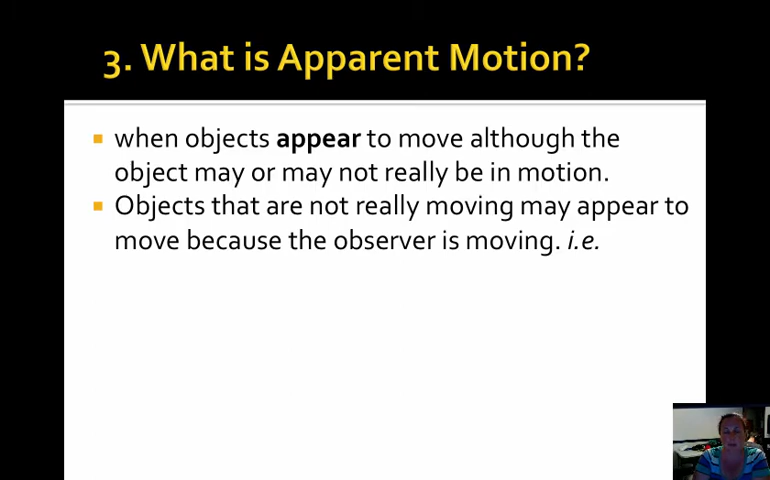 3. What is Apparent Motion?
when objects appear to move although the
object may or may not really be in motion.
Objects that are not really moving may appear to
move because the observer is moving. i.e.